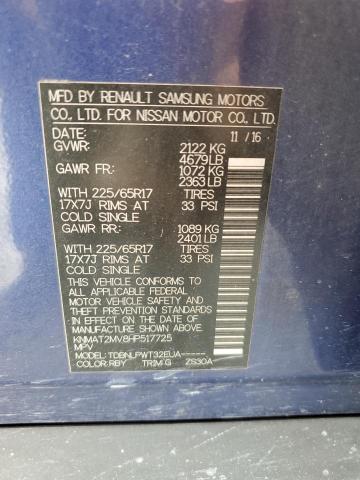 MFD BY RENAULT SAMSUNG MOTORS
CO., LTD. FOR NISSAN MOTOR CO., LTD.
DATE: 11 / 16
GVWR: 2122 KG
4679LB
GAWR FR: 1072 KG
2363LB
WITH 225/65R17 TIRES
17X7J RIMS AT 33 PSI
COLD SINGLE
GAWR RR: 1089 KG
2401LB
WITH 225/65R17 TIRES
17X7J RIMS AT 33 PSI
COLD SINGLE
THIS VEHICLE CONFORMS TO ALL
APPLICABLE FEDERAL
MOTOR VEHICLE SAFETY AND
THEFT PREVENTION STANDARDS
IN EFFECT ON THE DATE OF
MANUFACTURE SHOWN ABOVE.
KNMAT2MV8HP517725
MPV
MODEL: TDBNLPWT32EUA-----
COLOR:RBY TRIM:G ZS30A